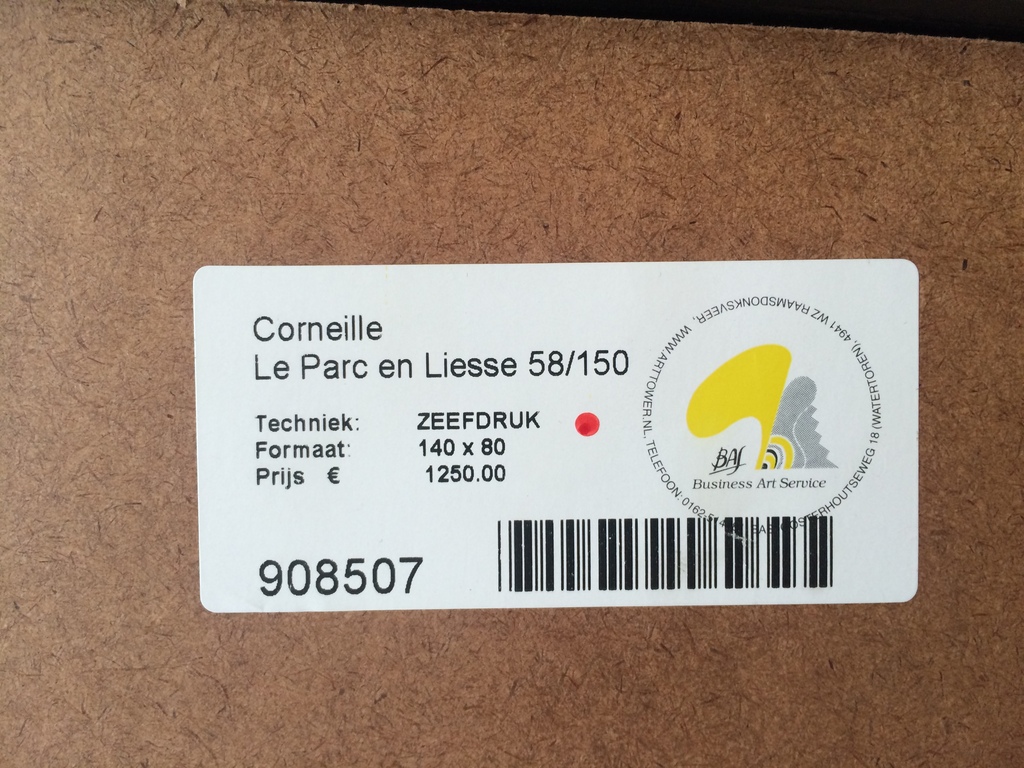 Corneille
Le Parc en Liesse 58/150
Techniek: ZEEFDRUK
Formaat: 140 x 80
Prijs € 1250.00
908507
BAS
Business Art Service
OOSTERHOUTSEWEG 18 (WATERTOREN), 4941 WZ RAAMSDONKSVEER, WWW.ARTTOWER.NL, TELEFOON: 0162